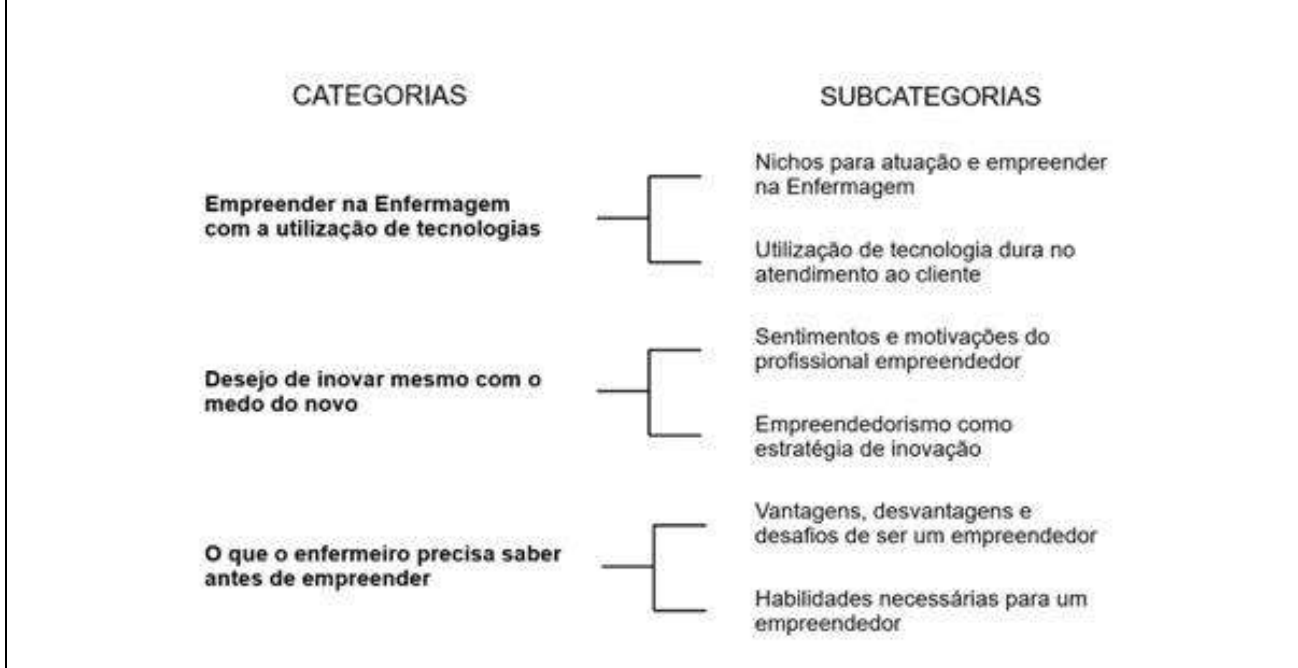 CATEGORIAS
SUBCATEGORIAS
Empreender na Enfermagem
com a utilização de tecnologias
Nichos para atuação e empreender
na Enfermagem
Utilização de tecnologia dura no
atendimento ao cliente
Desejo de inovar mesmo com o
medo do novo
Sentimentos e motivações do
profissional empreendedor
Empreendedorismo como
estratégia de inovação
O que o enfermeiro precisa saber
antes de empreender
Vantagens, desvantagens e
desafios de ser um empreendedor
Habilidades necessárias para um
empreendedor